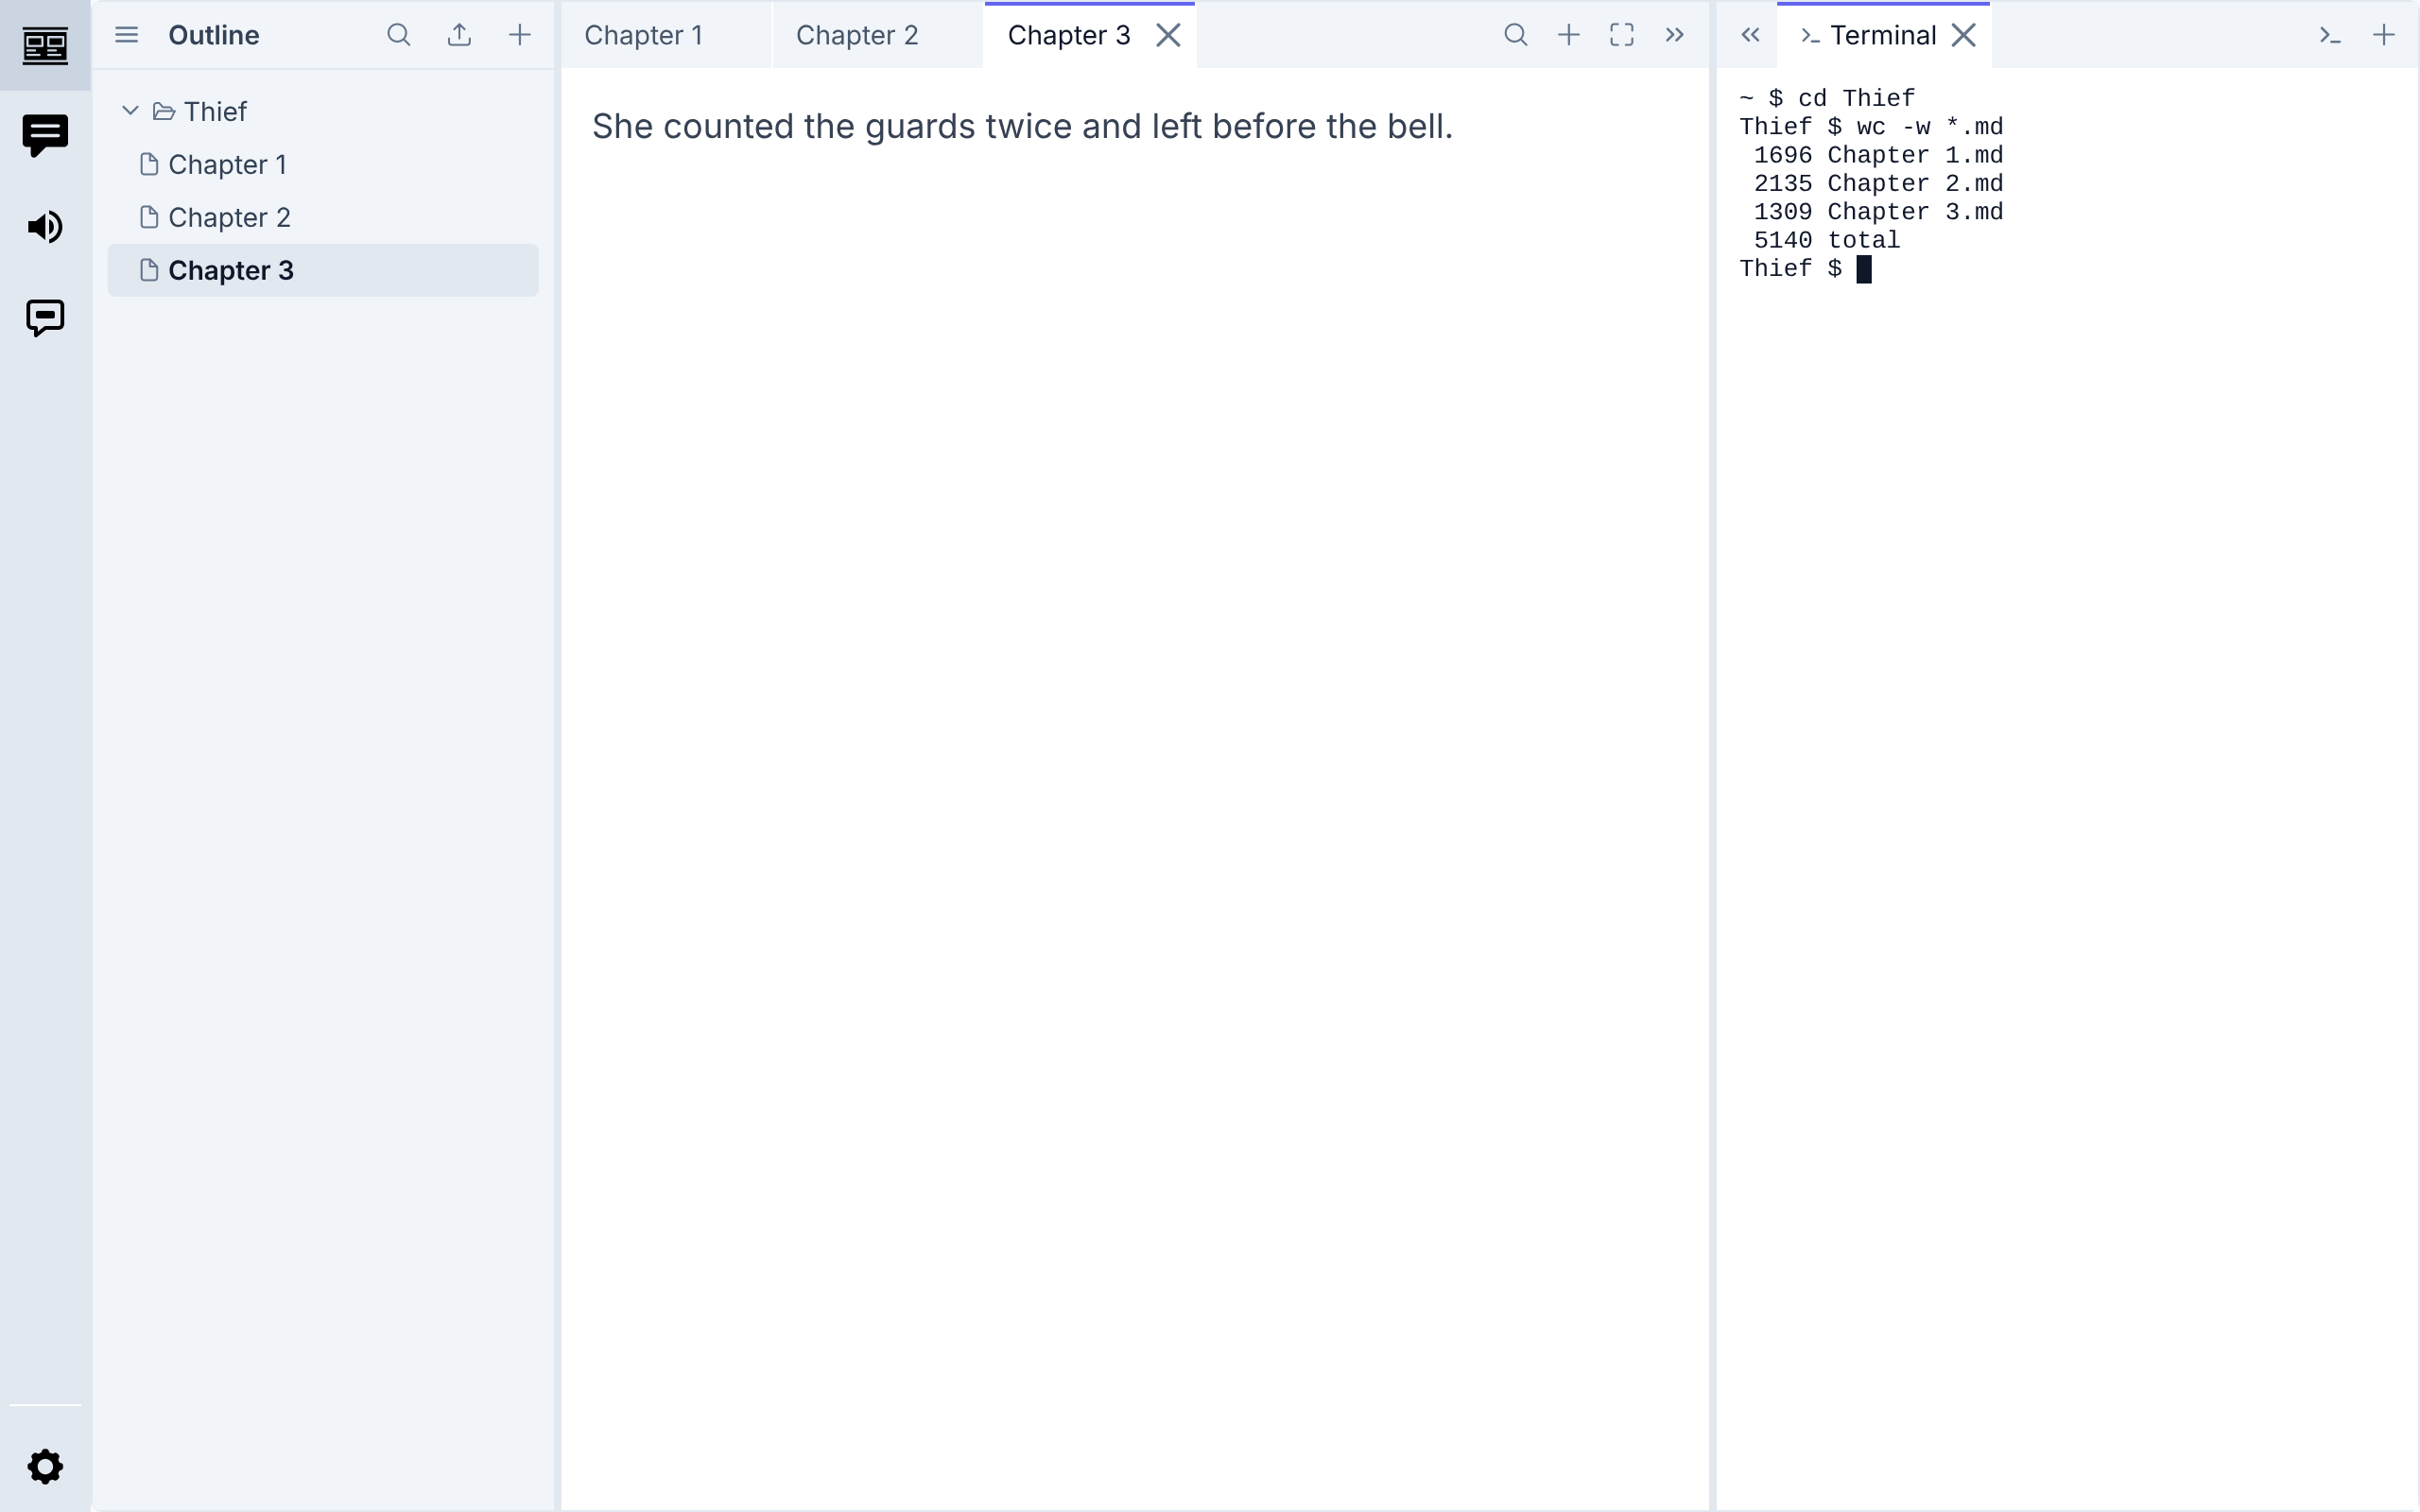 Outline
Thief
Chapter 1
Chapter 2
Chapter 3
Chapter 1
Chapter 2
Chapter 3
She counted the guards twice and left before the bell.
Terminal
~ $ cd Thief
Thief $ wc -w *.md
1696 Chapter 1.md
2135 Chapter 2.md
1309 Chapter 3.md
5140 total
Thief $